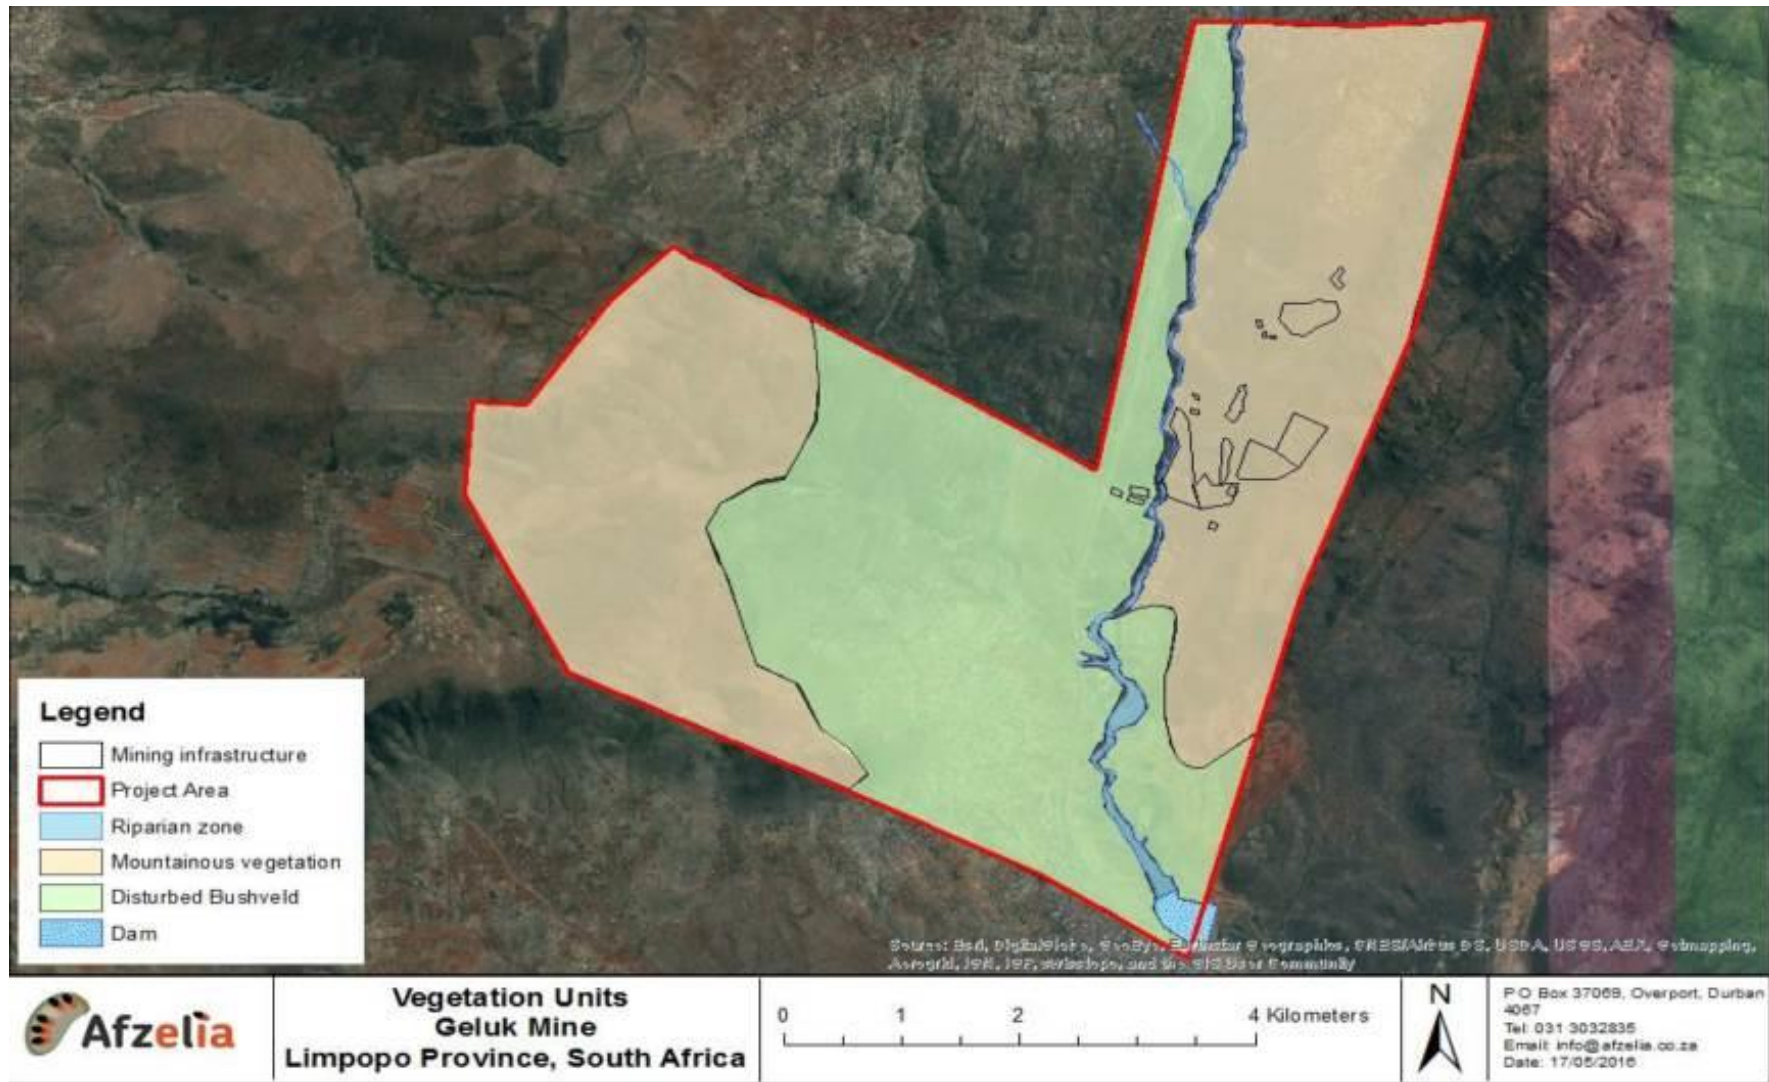 Legend
Mining infrastructure
Project Area
Riparian zone
Mountainous vegetation
Disturbed Bushveld
Dam
Community
Afzelia
Vegetation Units
Geluk Mine
Limpopo Province, South Africa
0 1 2 4 Kilometers
N
P O Box 37069, Overport, Durban
4067
Tel: 031 3032835
Email: info@afzelia.co.za
Date: 17/05/2016